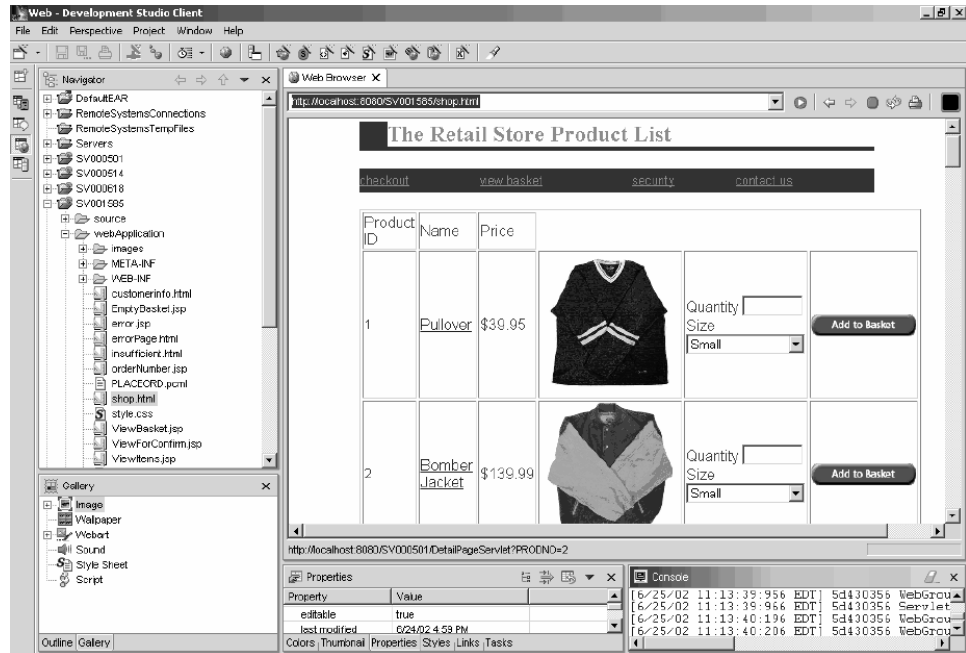 Web - Development Studio Client
File Edit Perspective Project Window Help
Navigator
DefaultEAR
RemoteSystemsConnections
RemoteSystemsTempFiles
Servers
SV000501
SV000514
SV000618
SV001585
source
webApplication
images
META-INF
WEB-INF
customerinfo.html
EmptyBasket.jsp
error.jsp
errorPage.html
insufficient.html
orderNumber.jsp
PLACEORD.pcml
shop.html
style.css
ViewBasket.jsp
ViewForConfirm.jsp
ViewItems.jsp
Gallery
Image
Wallpaper
Webart
Sound
Style Sheet
Script
Outline Gallery
Web Browser
http://localhost:8080/SV001585/shop.html
The Retail Store Product List
checkout view basket security contact us
Product ID Name Price
1 Pullover $39.95 Quantity
Size
Small
Add to Basket
2 Bomber Jacket $139.99 Quantity
Size
Small
Add to Basket
http://localhost:8080/SV000501/DetailPageServlet?PRODNO=2
Properties
Property Value
editable true
last modified 6/24/02 4:59 PM
Colors Thumbnail Properties Styles Links Tasks
Console
[6/25/02 11:13:39:956 EDT] 5d430356 WebGrou
[6/25/02 11:13:39:966 EDT] 5d430356 Servlet
[6/25/02 11:13:40:196 EDT] 5d430356 WebGrou
[6/25/02 11:13:40:206 EDT] 5d430356 WebGrou